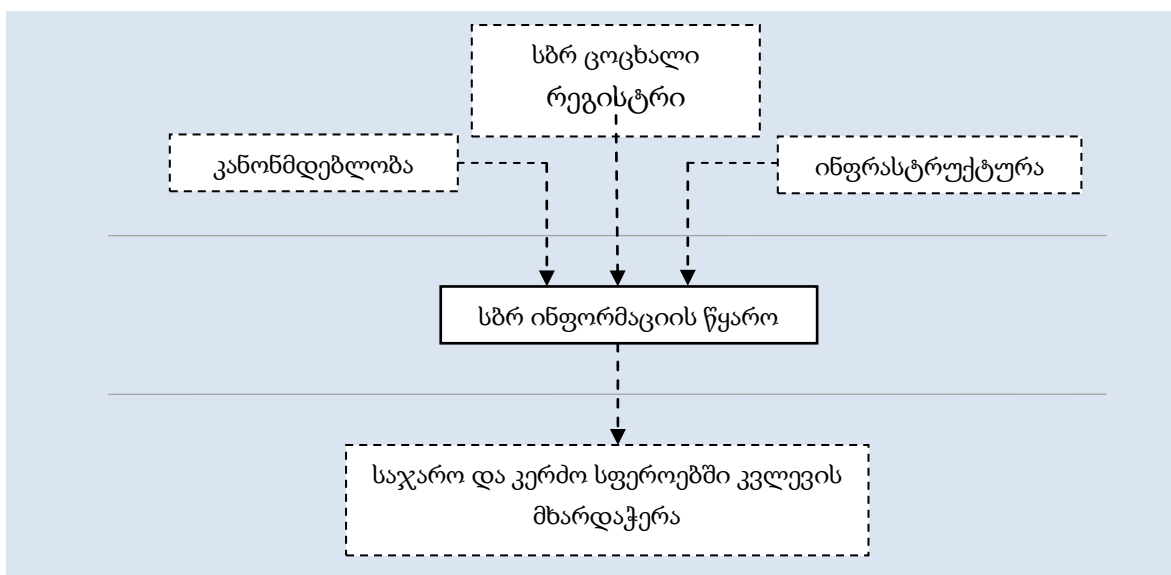 სბრ ცოცხალი
რეგისტრი
კანონმდებლობა
ინფრასტრუქტურა
სბრ ინფორმაციის წყარო
საჯარო და კერძო სფეროებში კვლევის
მხარდაჭერა